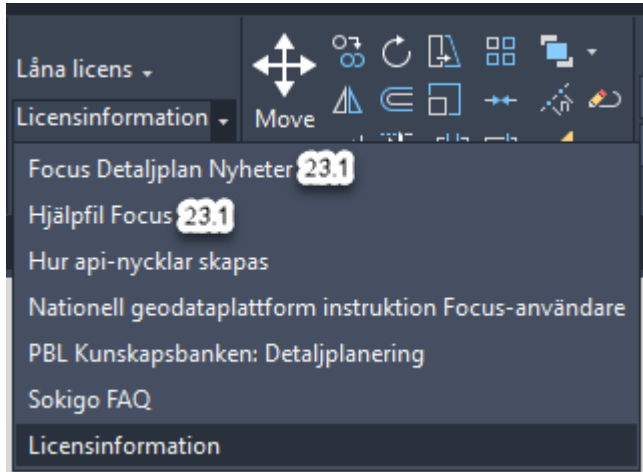 Låna licens
Licensinformation
Move
Focus Detaljplan Nyheter 23.1
Hjälpfil Focus 23.1
Hur api-nycklar skapas
Nationell geodataplattform instruktion Focus-användare
PBL Kunskapsbanken: Detaljplanering
Sokigo FAQ
Licensinformation